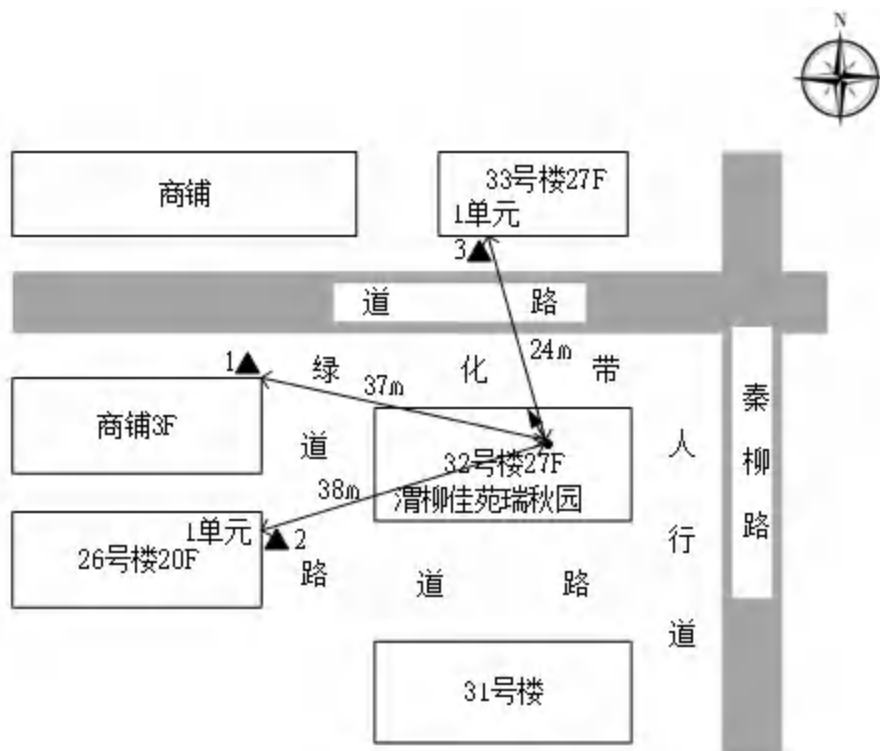 N
商铺
33号楼27F
1单元
3
道 路
24m
1
绿 化 带
37m
商铺3F
道
秦柳路
人行道
32号楼27F
渭柳佳苑瑞秋园
38m
1单元
2
26号楼20F
路
道 路
31号楼